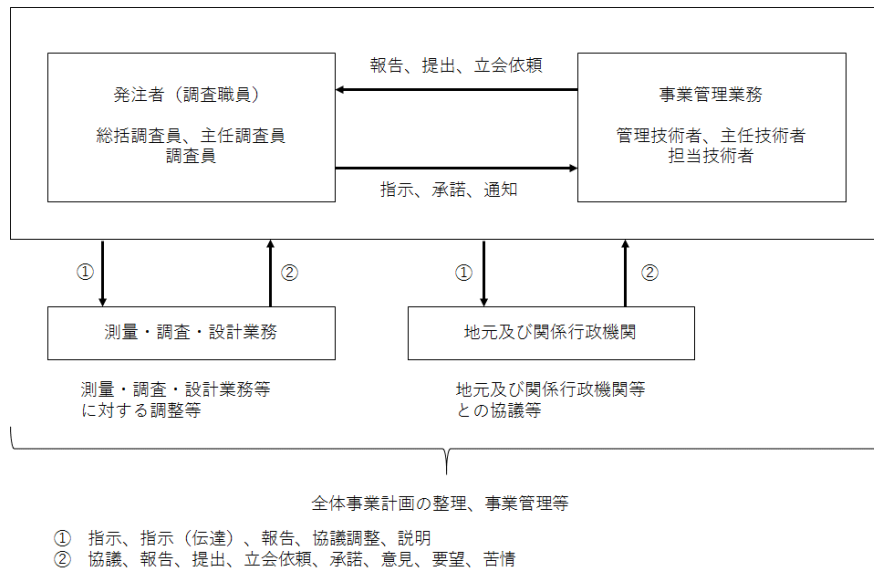 報告、提出、立会依頼
発注者（調査職員）
総括調査員、主任調査員
調査員
事業管理業務
管理技術者、主任技術者
担当技術者
指示、承諾、通知
①
②
①
②
測量・調査・設計業務
地元及び関係行政機関
測量・調査・設計業務等
に対する調整等
地元及び関係行政機関等
との協議等
全体事業計画の整理、事業管理等
① 指示、指示（伝達）、報告、協議調整、説明
② 協議、報告、提出、立会依頼、承諾、意見、要望、苦情